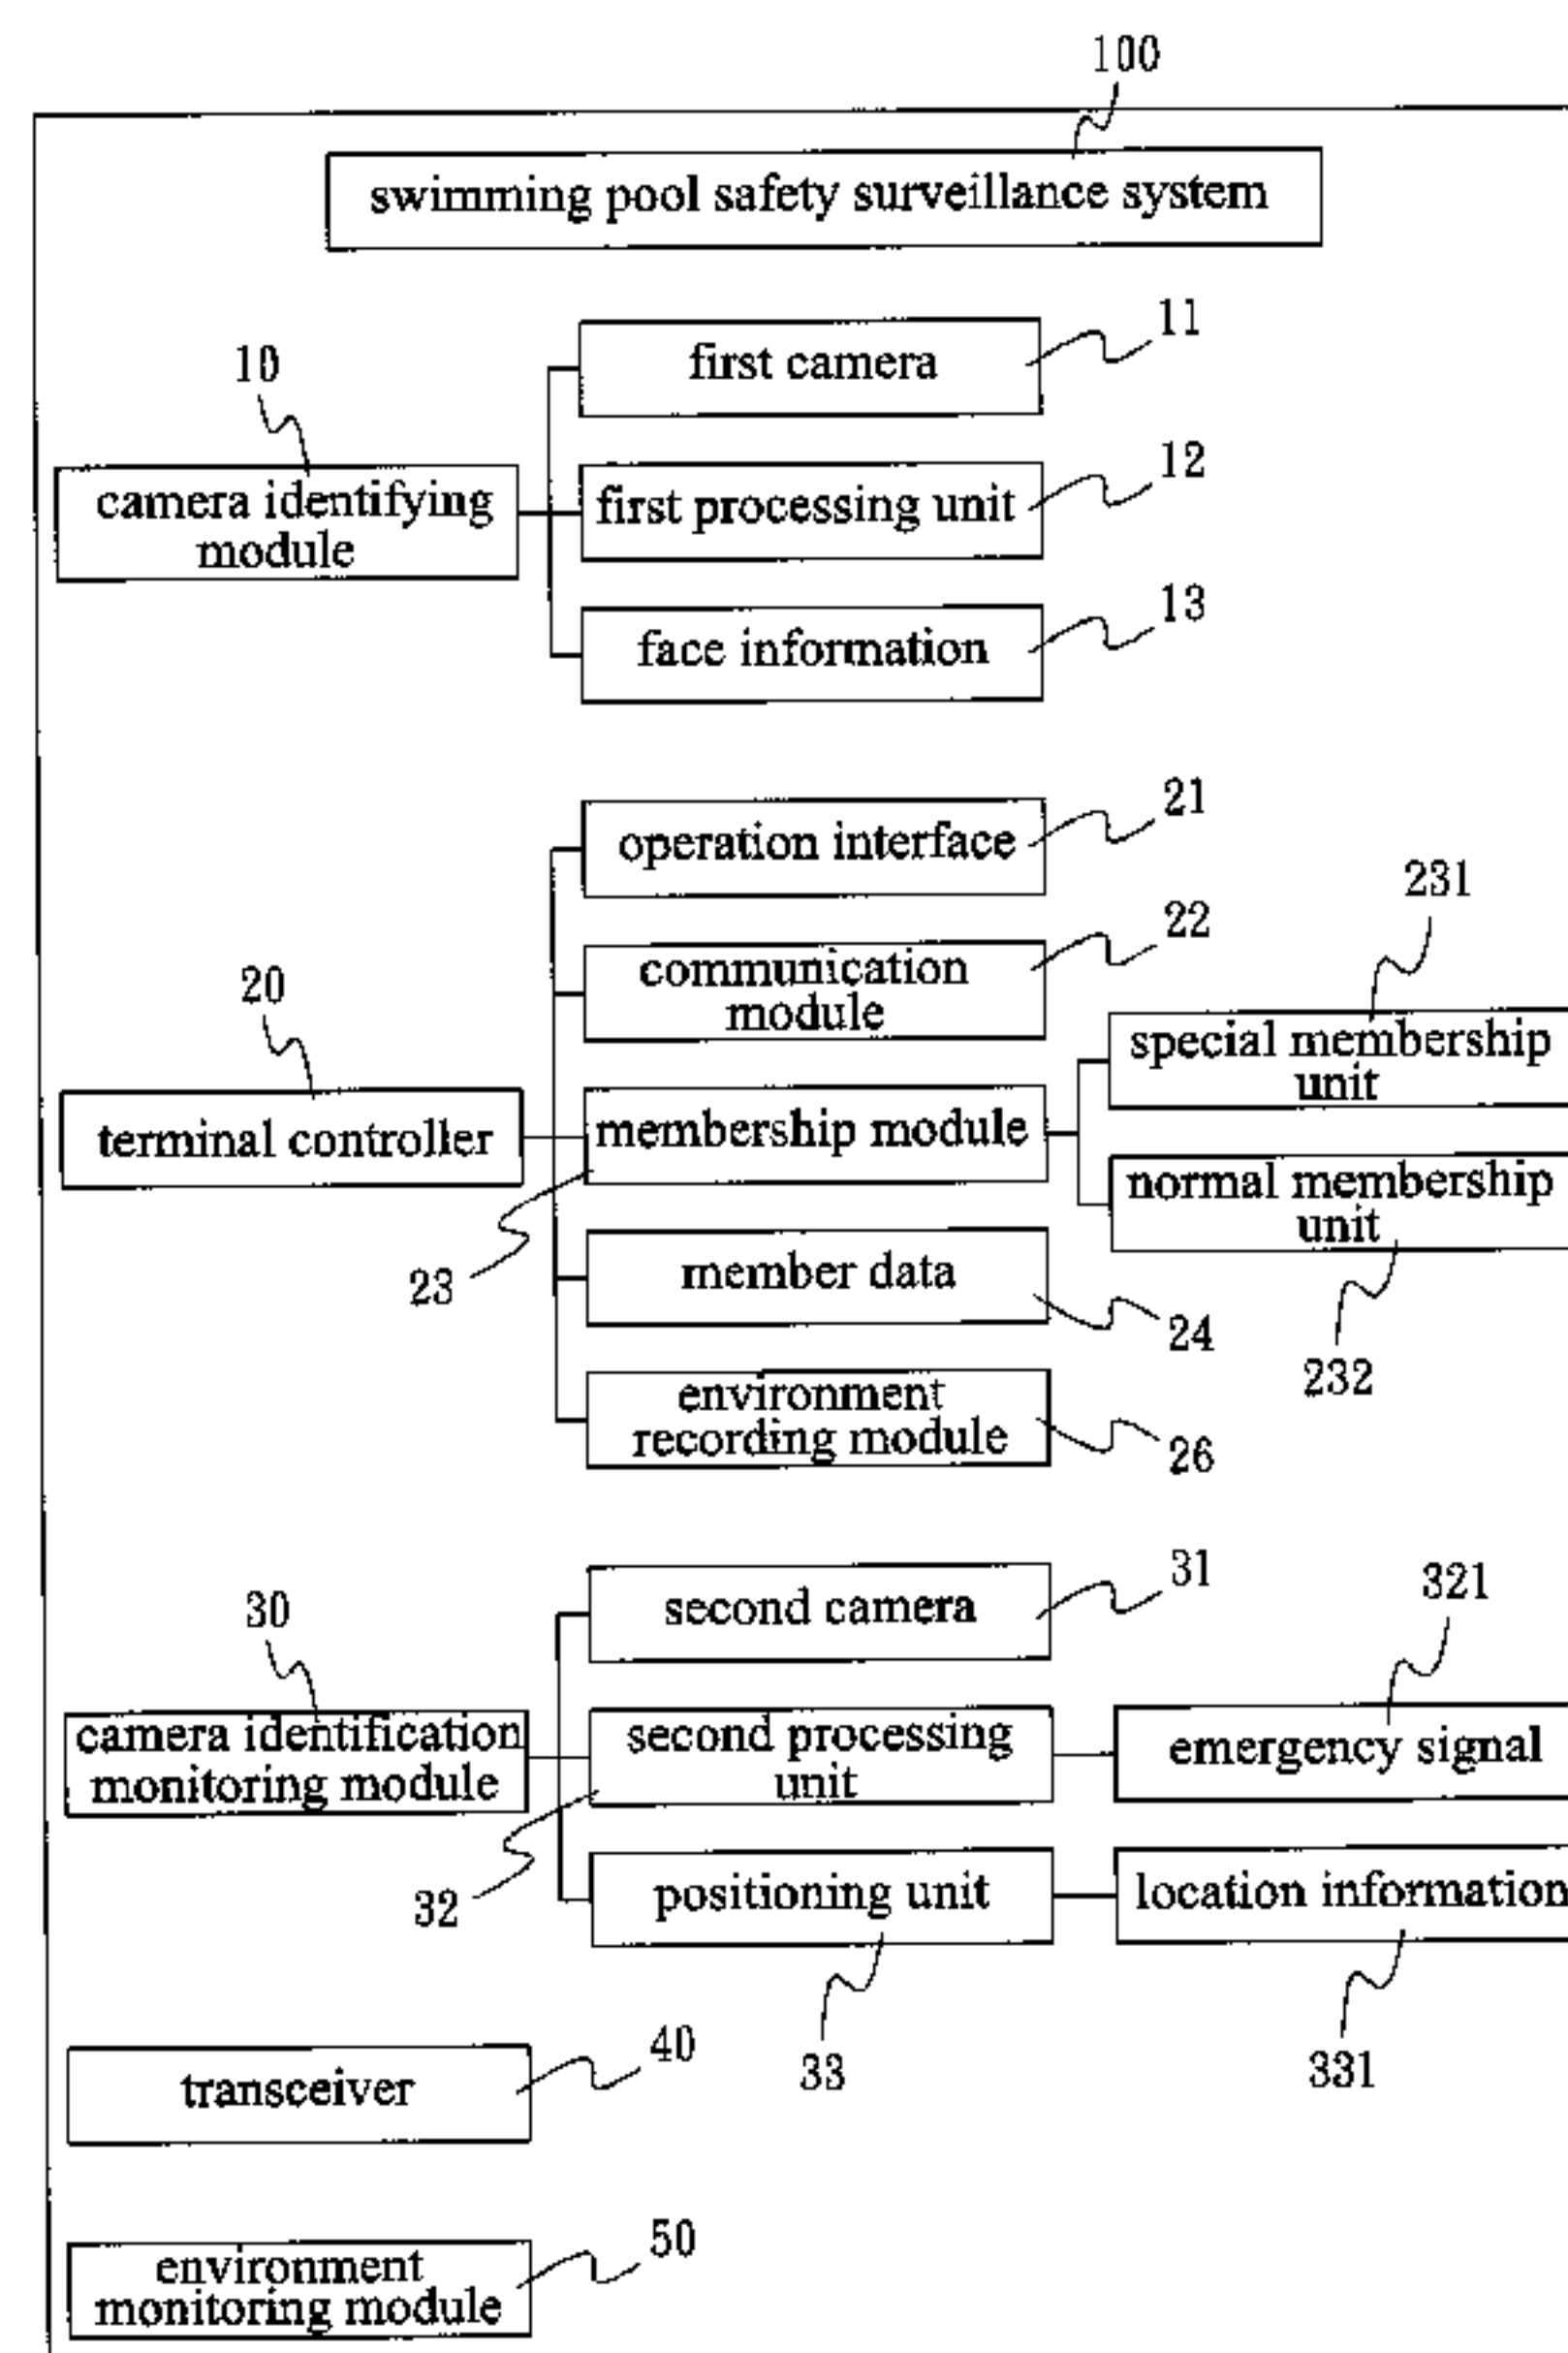 100
swimming pool safety surveillance system
first camera
11
10
camera identifying
module
first processing unit
12
face information
13
operation interface
21
communication
module
22
20
terminal controller
membership module
23
231
special membership
unit
normal membership
unit
232
member data
24
environment
recording module
26
second camera
31
30
camera identification
monitoring module
second processing
unit
32
321
emergency signal
positioning unit
33
location information
331
transceiver
40
environment
monitoring module
50